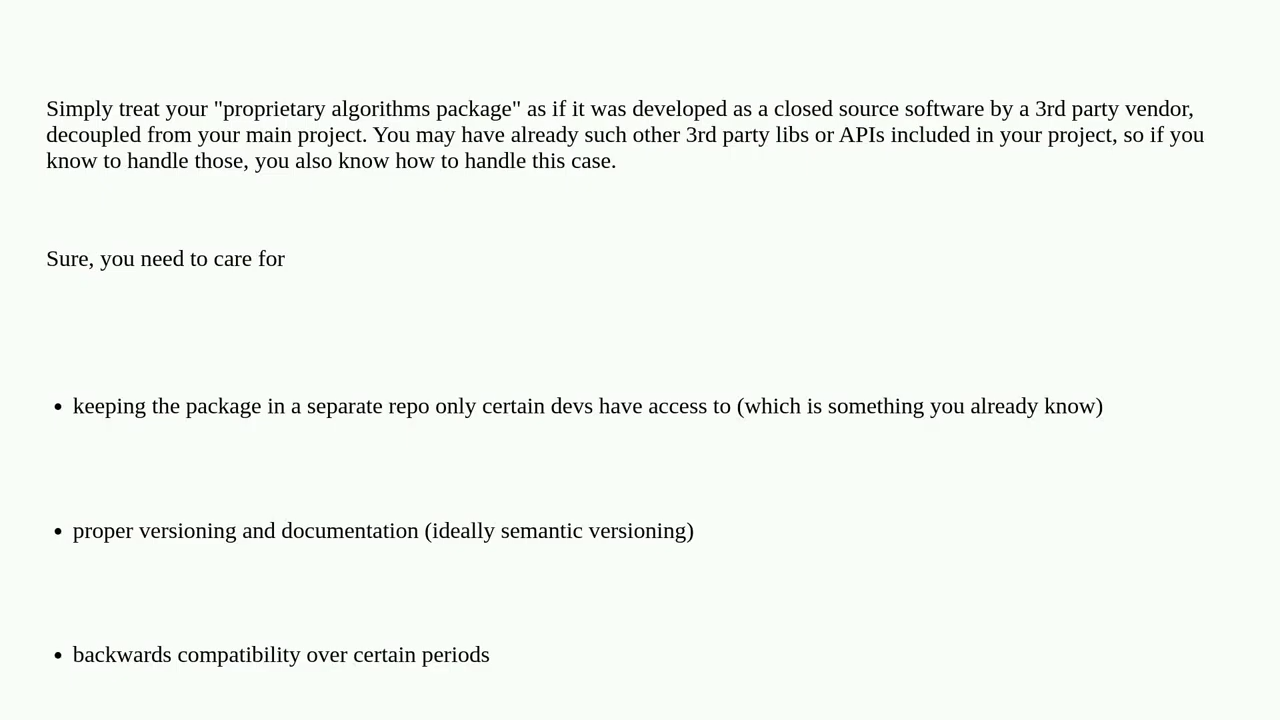 Simply treat your "proprietary algorithms package" as if it was developed as a closed source software by a 3rd party vendor,
decoupled from your main project. You may have already such other 3rd party libs or APIs included in your project, so if you
know to handle those, you also know how to handle this case.
Sure, you need to care for
• keeping the package in a separate repo only certain devs have access to (which is something you already know)
• proper versioning and documentation (ideally semantic versioning)
• backwards compatibility over certain periods